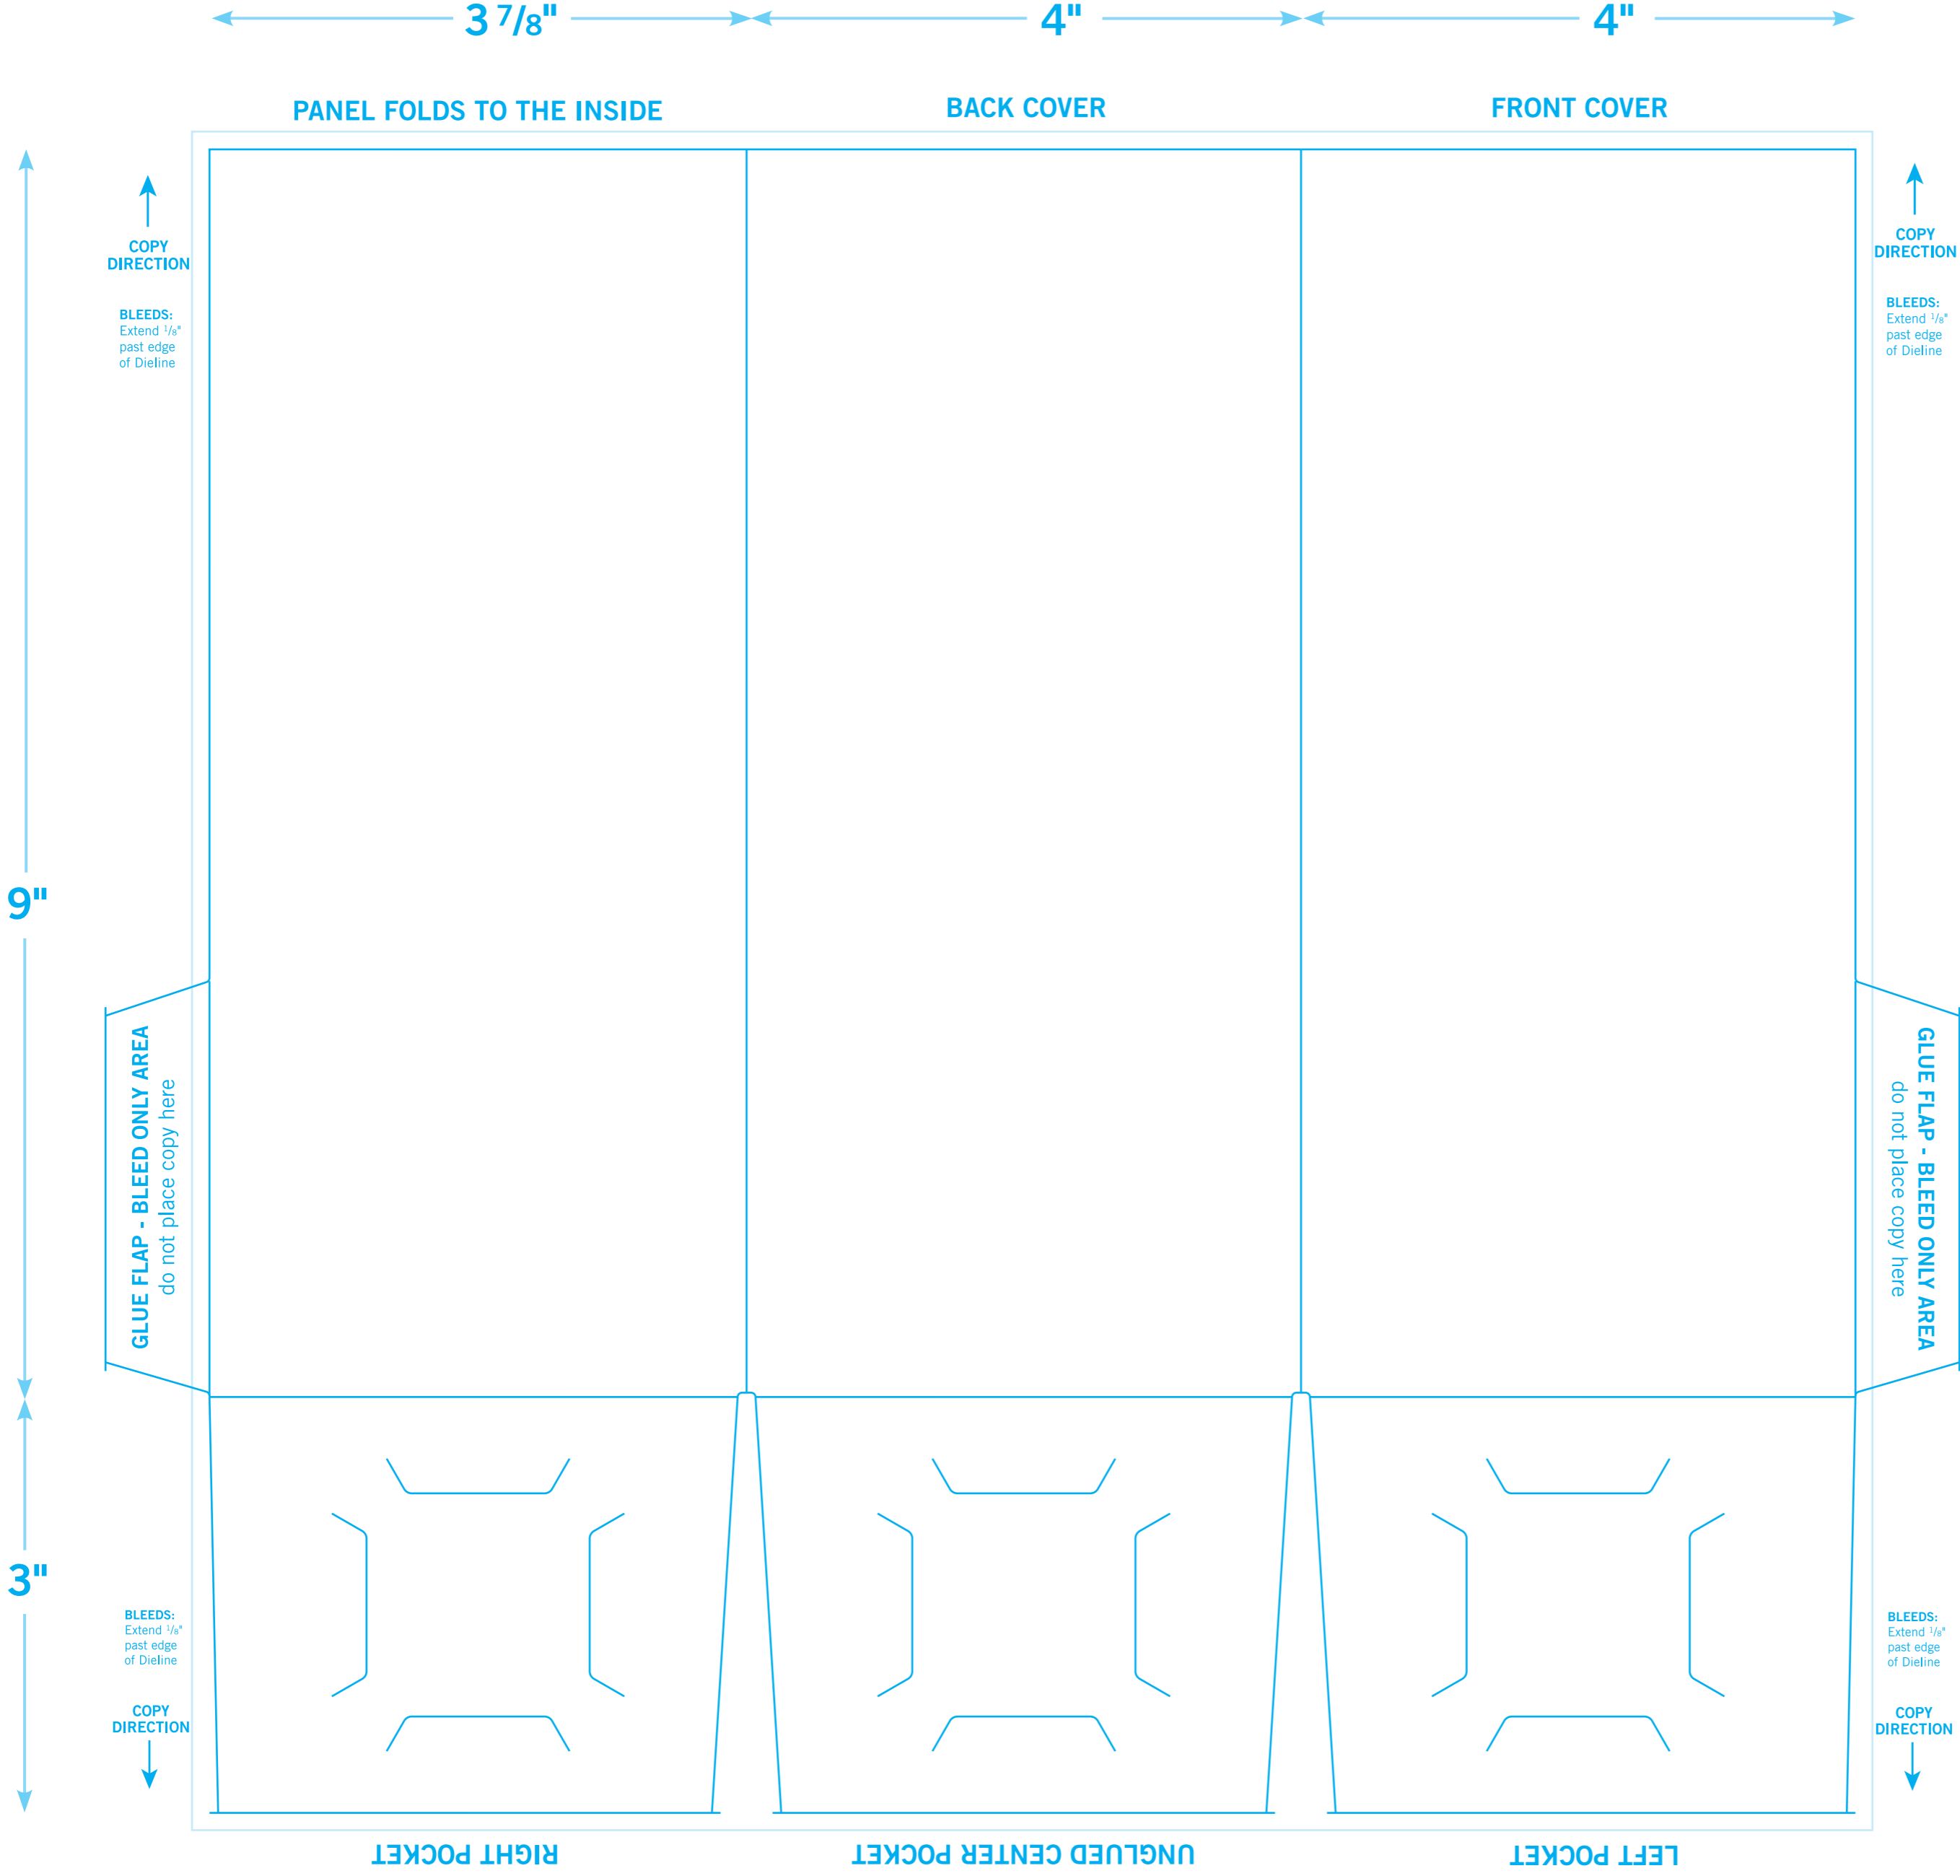 3 7/8"
4"
4"
PANEL FOLDS TO THE INSIDE
BACK COVER
FRONT COVER
COPY
DIRECTION
BLEEDS:
Extend 1/8"
past edge
of Dieline
COPY
DIRECTION
BLEEDS:
Extend 1/8"
past edge
of Dieline
9"
GLUE FLAP - BLEED ONLY AREA
do not place copy here
GLUE FLAP - BLEED ONLY AREA
do not place copy here
3"
BLEEDS:
Extend 1/8"
past edge
of Dieline
COPY
DIRECTION
BLEEDS:
Extend 1/8"
past edge
of Dieline
COPY
DIRECTION
RIGHT POCKET
UNGLUED CENTER POCKET
LEFT POCKET